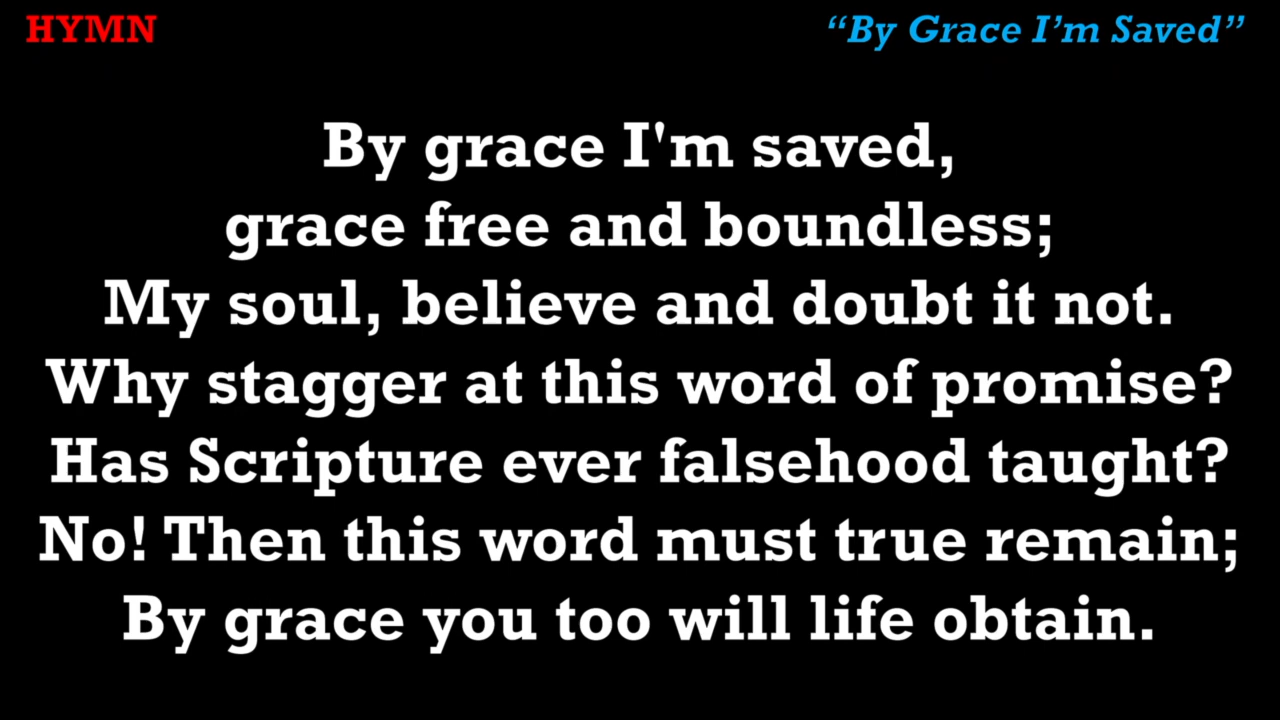 HYMN
“By Grace I’m Saved”
By grace I'm saved,
grace free and boundless;
My soul, believe and doubt it not.
Why stagger at this word of promise?
Has Scripture ever falsehood taught?
No! Then this word must true remain;
By grace you too will life obtain.